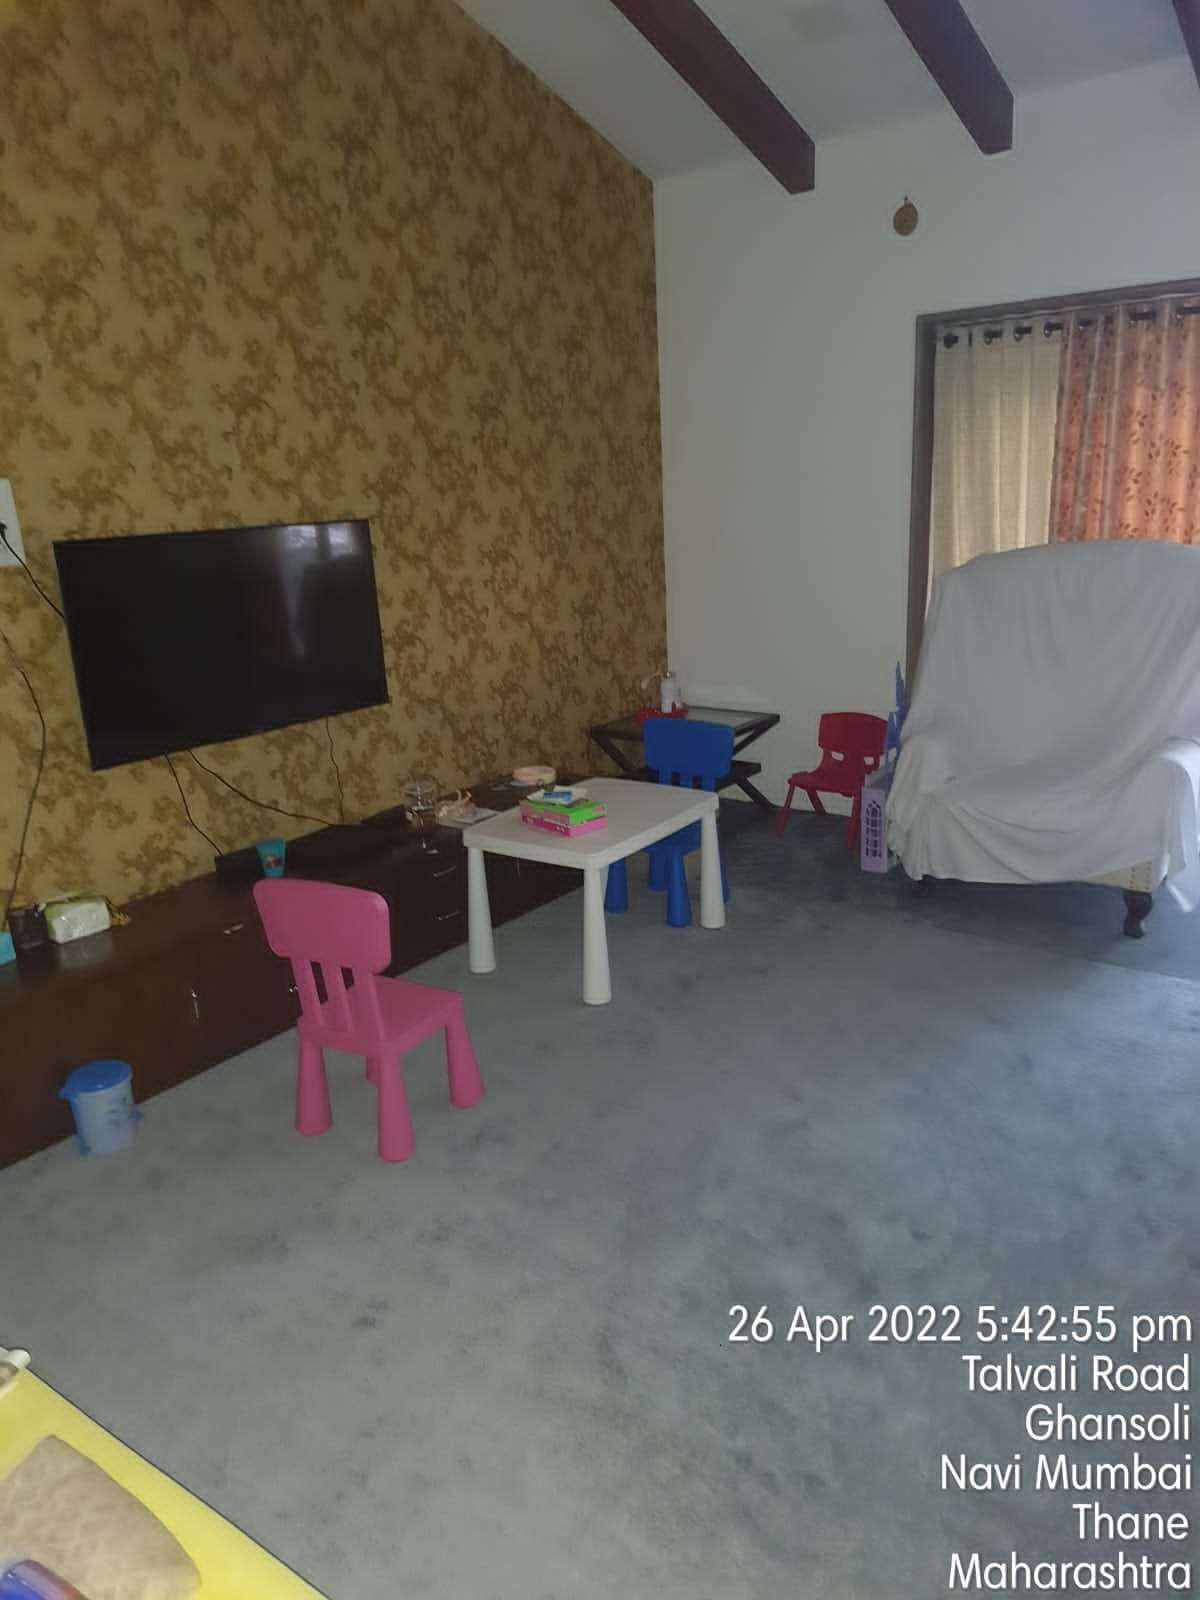 26 Apr 2022 5:42:55 pm
Talvali Road
Ghansoli
Navi Mumbai
Thane
Maharashtra